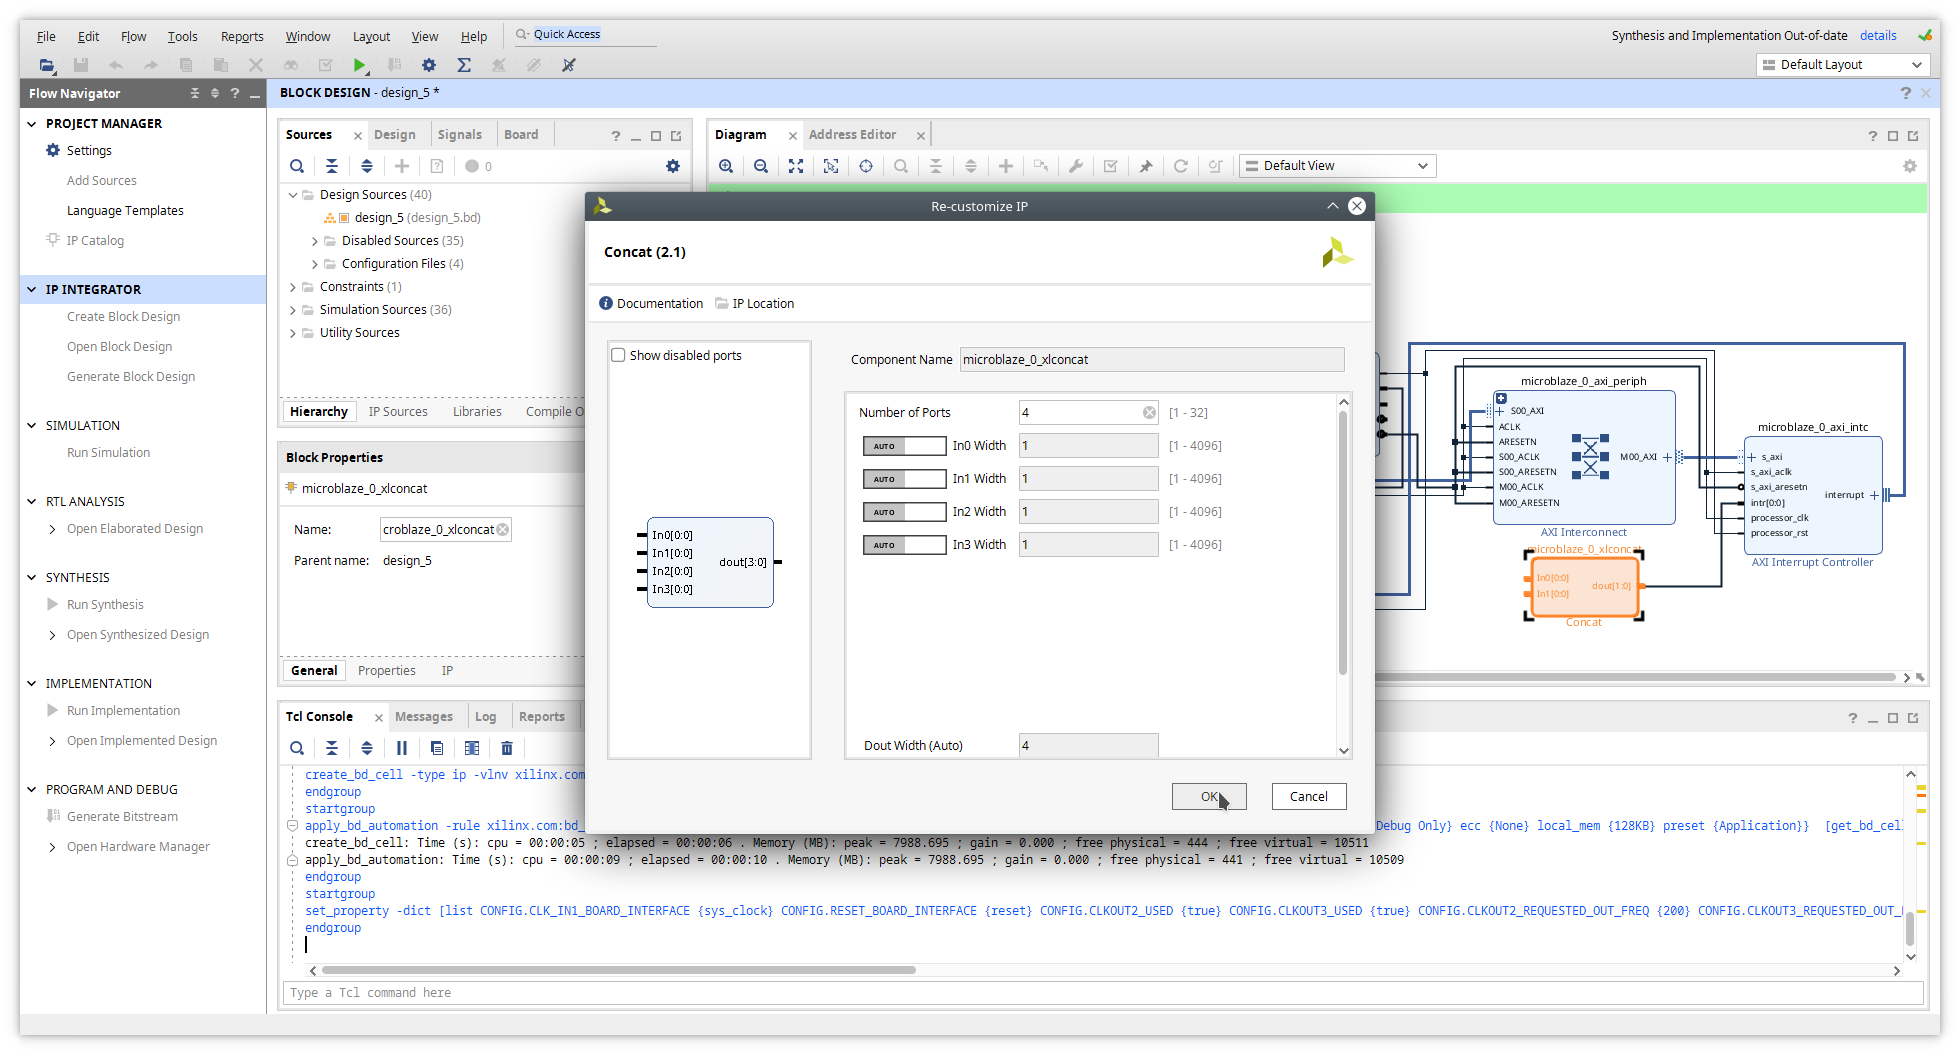 File Edit Flow Tools Reports Window Layout View Help Quick Access
Synthesis and Implementation Out-of-date details
Default Layout
Flow Navigator
BLOCK DESIGN - design_5 *
PROJECT MANAGER
Settings
Add Sources
Language Templates
IP Catalog
IP INTEGRATOR
Create Block Design
Open Block Design
Generate Block Design
SIMULATION
Run Simulation
RTL ANALYSIS
Open Elaborated Design
SYNTHESIS
Run Synthesis
Open Synthesized Design
IMPLEMENTATION
Run Implementation
Open Implemented Design
PROGRAM AND DEBUG
Generate Bitstream
Open Hardware Manager
Sources Design Signals Board
0
Design Sources (40)
design_5 (design_5.bd)
Disabled Sources (35)
Configuration Files (4)
Constraints (1)
Simulation Sources (36)
Utility Sources
Hierarchy IP Sources Libraries Compile O
Block Properties
microblaze_0_xlconcat
Name: croblaze_0_xlconcat
Parent name: design_5
General Properties IP
Diagram Address Editor
Default View
Re-customize IP
Concat (2.1)
Documentation IP Location
Show disabled ports
In0[0:0]
In1[0:0]
In2[0:0]
In3[0:0]
dout[3:0]
Component Name microblaze_0_xlconcat
Number of Ports 4 [1 - 32]
AUTO In0 Width 1 [1 - 4096]
AUTO In1 Width 1 [1 - 4096]
AUTO In2 Width 1 [1 - 4096]
AUTO In3 Width 1 [1 - 4096]
Dout Width (Auto) 4
OK Cancel
microblaze_0_axi_periph
S00_AXI
ACLK
ARESETN
S00_ACLK
S00_ARESETN
M00_ACLK
M00_ARESETN
M00_AXI
AXI Interconnect
microblaze_0_xlconcat
In0[0:0]
In1[0:0]
dout[1:0]
Concat
microblaze_0_axi_intc
s_axi
s_axi_aclk
s_axi_aresetn
intr[0:0]
processor_clk
processor_rst
interrupt
AXI Interrupt Controller
Tcl Console Messages Log Reports
create_bd_cell -type ip -vlnv xilinx.com
endgroup
startgroup
apply_bd_automation -rule xilinx.com:bd_ Debug Only} ecc {None} local_mem {128KB} preset {Application}} [get_bd_cel
create_bd_cell: Time (s): cpu = 00:00:05 ; elapsed = 00:00:06 . Memory (MB): peak = 7988.695 ; gain = 0.000 ; free physical = 444 ; free virtual = 10511
apply_bd_automation: Time (s): cpu = 00:00:09 ; elapsed = 00:00:10 . Memory (MB): peak = 7988.695 ; gain = 0.000 ; free physical = 441 ; free virtual = 10509
endgroup
startgroup
set_property -dict [list CONFIG.CLK_IN1_BOARD_INTERFACE {sys_clock} CONFIG.RESET_BOARD_INTERFACE {reset} CONFIG.CLKOUT2_USED {true} CONFIG.CLKOUT3_USED {true} CONFIG.CLKOUT2_REQUESTED_OUT_FREQ {200} CONFIG.CLKOUT3_REQUESTED_OUT_
endgroup
Type a Tcl command here